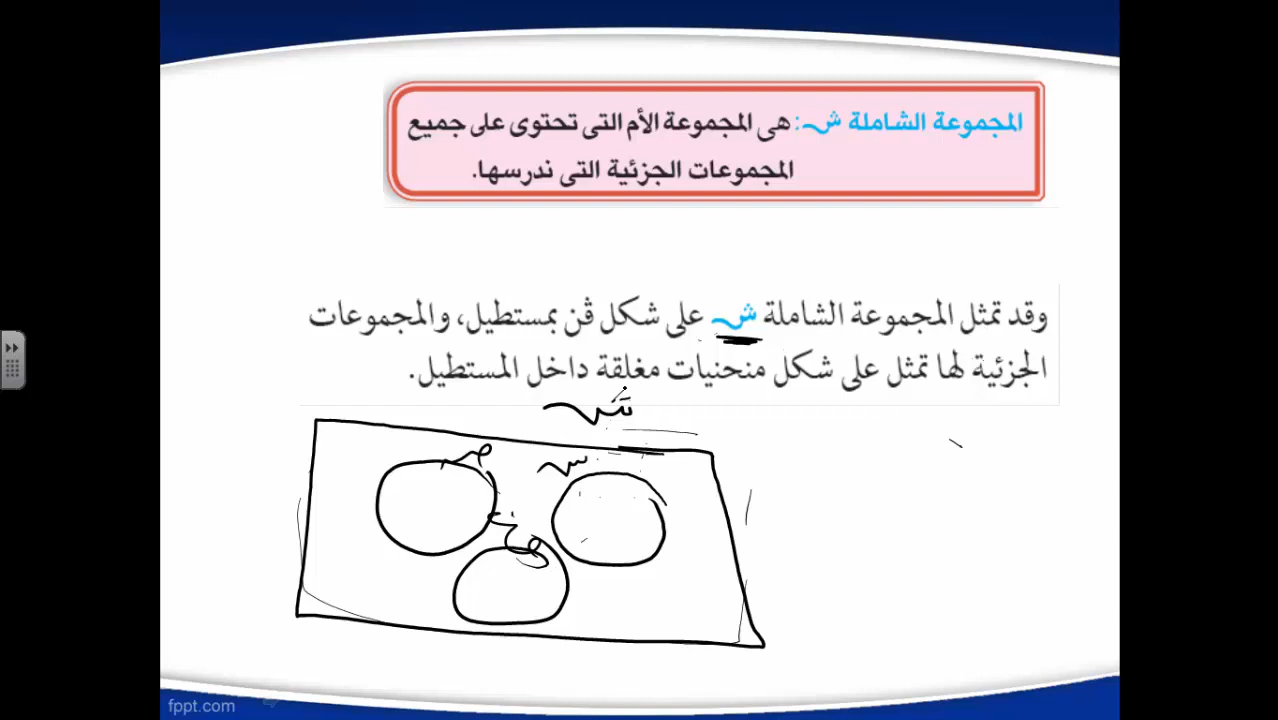 المجموعة الشاملة ش: هى المجموعة الأم التى تحتوى على جميع
المجموعات الجزئية التى ندرسها.
وقد تمثل المجموعة الشاملة ش على شكل ڤن بمستطيل، والمجموعات
الجزئية لها تمثل على شكل منحنيات مغلقة داخل المستطيل.
ش
س
fppt.com